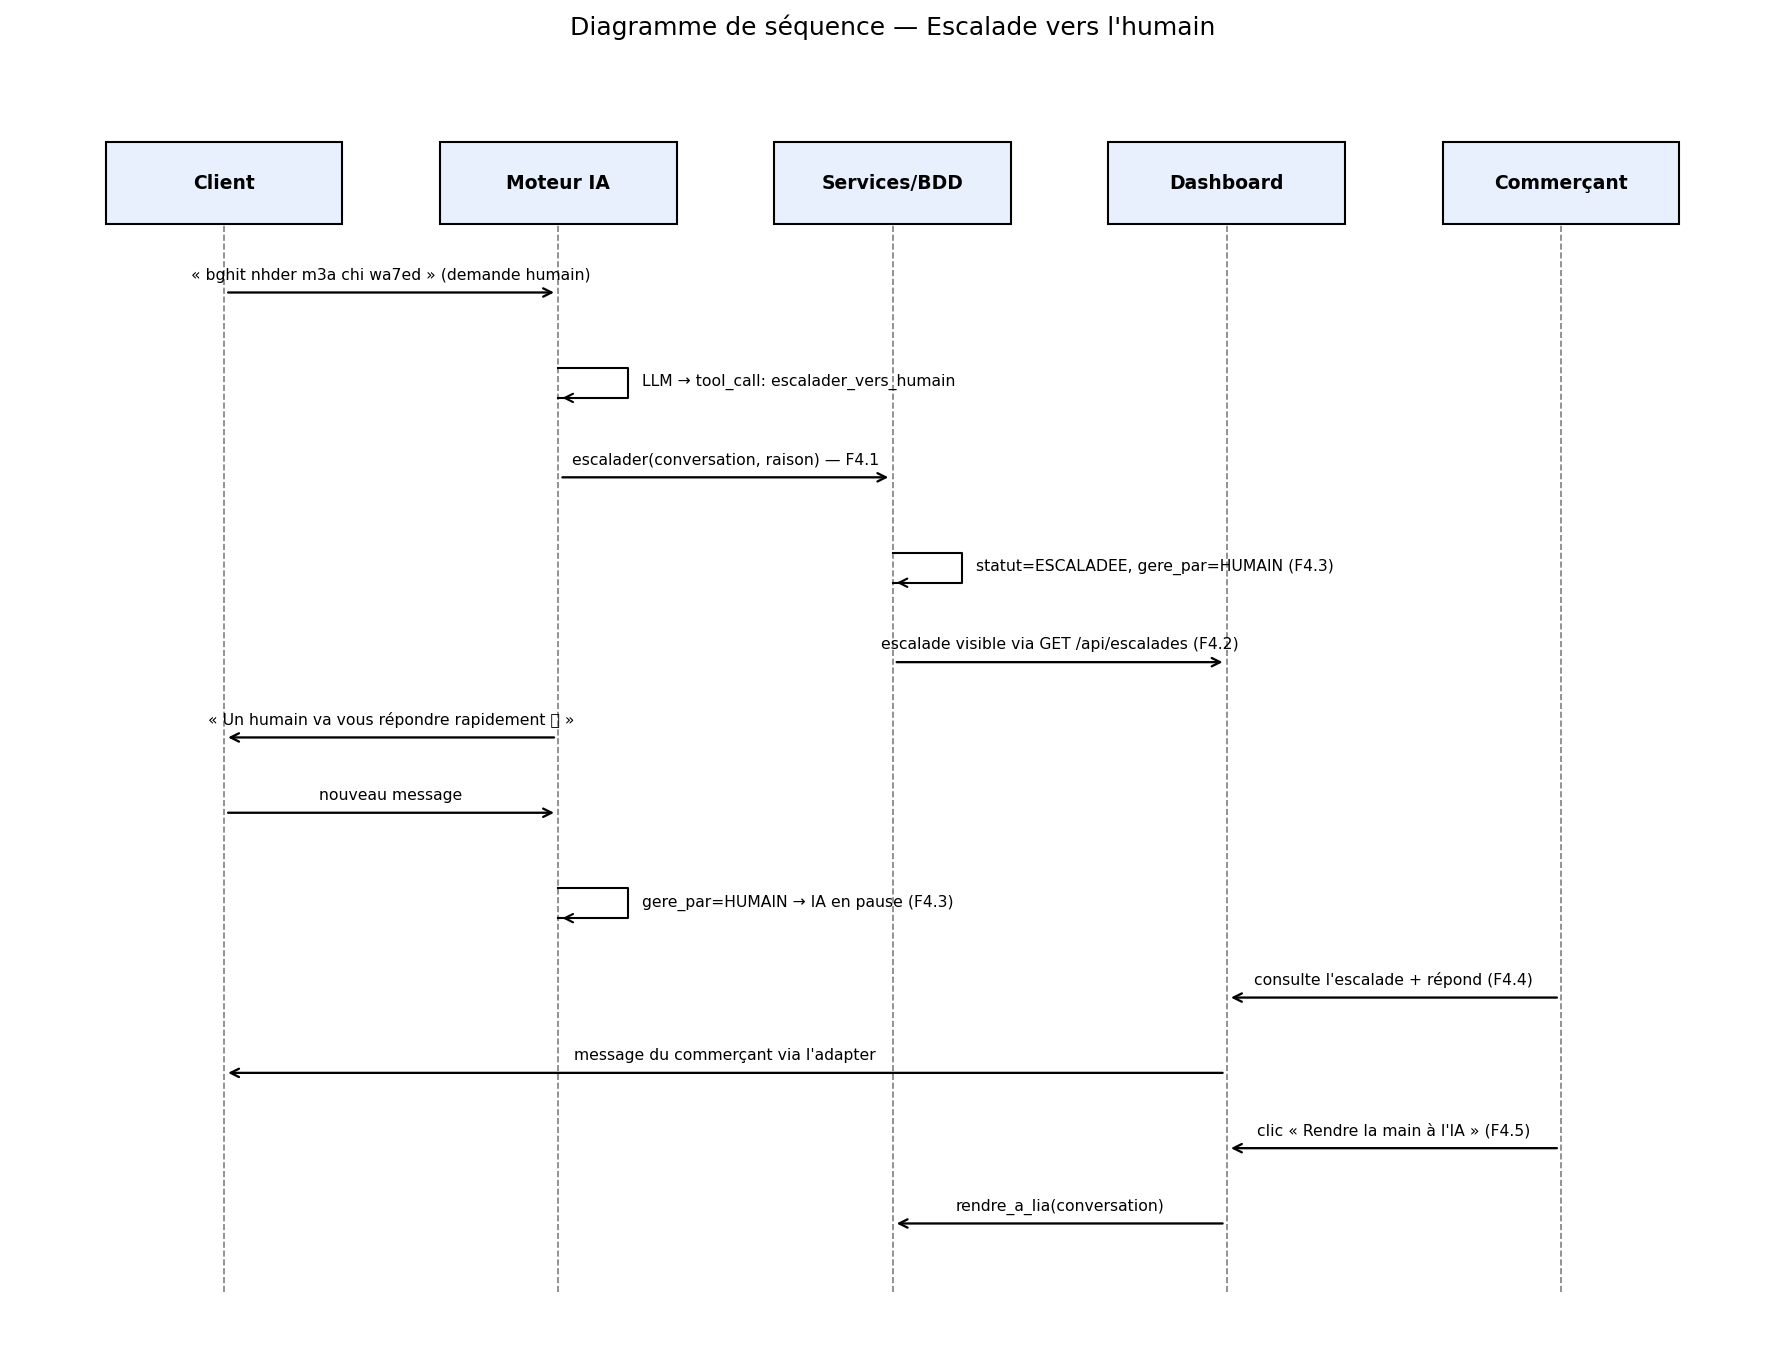 Diagramme de séquence — Escalade vers l'humain
Client
Moteur IA
Services/BDD
Dashboard
Commerçant
« bghit nhder m3a chi wa7ed » (demande humain)
LLM → tool_call: escalader_vers_humain
escalader(conversation, raison) — F4.1
statut=ESCALADEE, gere_par=HUMAIN (F4.3)
escalade visible via GET /api/escalades (F4.2)
« Un humain va vous répondre rapidement ▯ »
nouveau message
gere_par=HUMAIN → IA en pause (F4.3)
consulte l'escalade + répond (F4.4)
message du commerçant via l'adapter
clic « Rendre la main à l'IA » (F4.5)
rendre_a_lia(conversation)